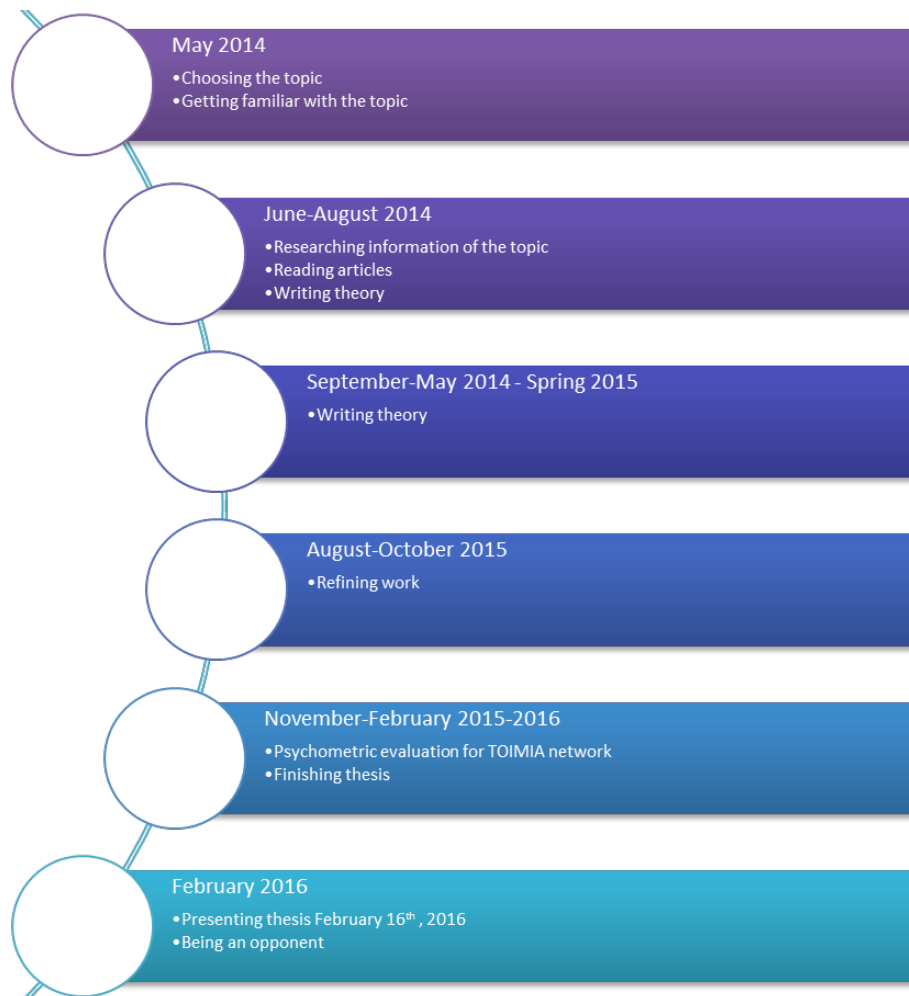 May 2014
•Choosing the topic
•Getting familiar with the topic
June-August 2014
•Researching information of the topic
•Reading articles
•Writing theory
September-May 2014 - Spring 2015
•Writing theory
August-October 2015
•Refining work
November-February 2015-2016
•Psychometric evaluation for TOIMIA network
•Finishing thesis
February 2016
•Presenting thesis February 16th , 2016
•Being an opponent